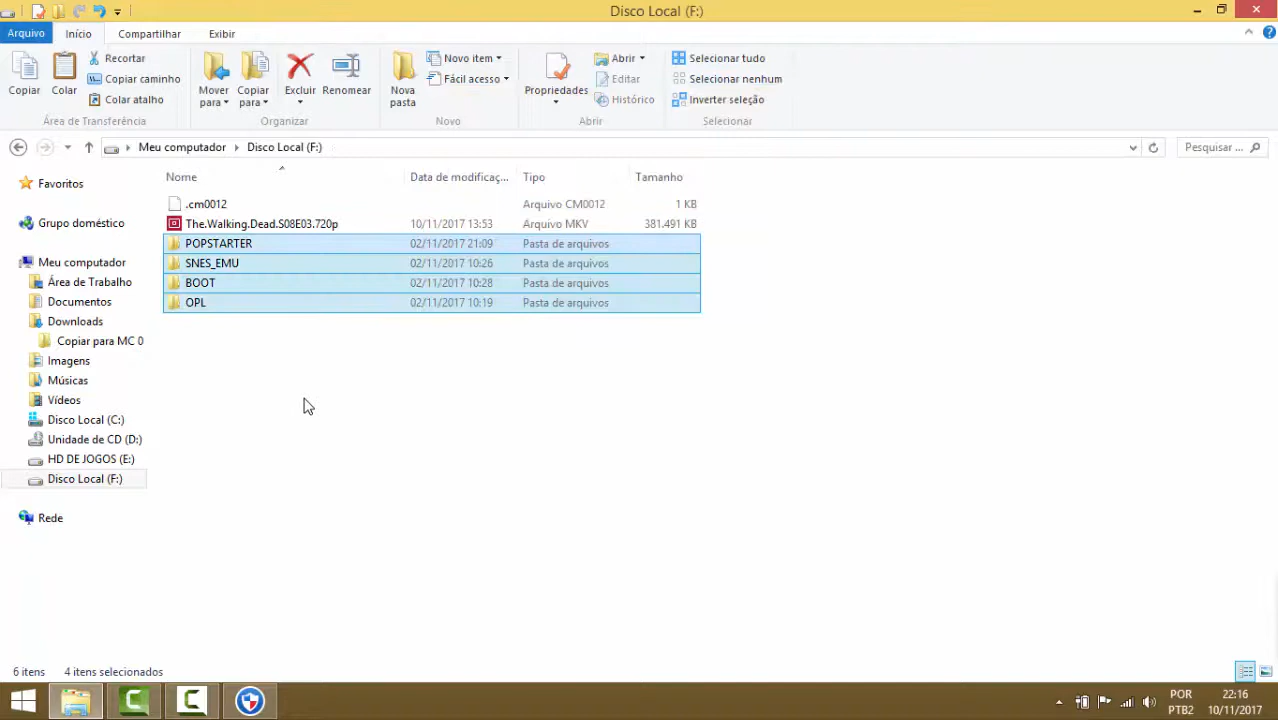 Disco Local (F:)
Arquivo Início Compartilhar Exibir
Copiar
Colar
Recortar
Copiar caminho
Colar atalho
Área de Transferência
Mover para
Copiar para
Excluir
Renomear
Organizar
Nova pasta
Novo item
Fácil acesso
Novo
Propriedades
Abrir
Editar
Histórico
Abrir
Selecionar tudo
Selecionar nenhum
Inverter seleção
Selecionar
Meu computador Disco Local (F:)
Pesquisar ...
Favoritos
Grupo doméstico
Meu computador
Área de Trabalho
Documentos
Downloads
Copiar para MC 0
Imagens
Músicas
Vídeos
Disco Local (C:)
Unidade de CD (D:)
HD DE JOGOS (E:)
Disco Local (F:)
Rede
Nome Data de modificaç... Tipo Tamanho
.cm0012 Arquivo CM0012 1 KB
The.Walking.Dead.S08E03.720p 10/11/2017 13:53 Arquivo MKV 381.491 KB
POPSTARTER 02/11/2017 21:09 Pasta de arquivos
SNES_EMU 02/11/2017 10:26 Pasta de arquivos
BOOT 02/11/2017 10:28 Pasta de arquivos
OPL 02/11/2017 10:19 Pasta de arquivos
6 itens 4 itens selecionados
POR
PTB2
22:16
10/11/2017